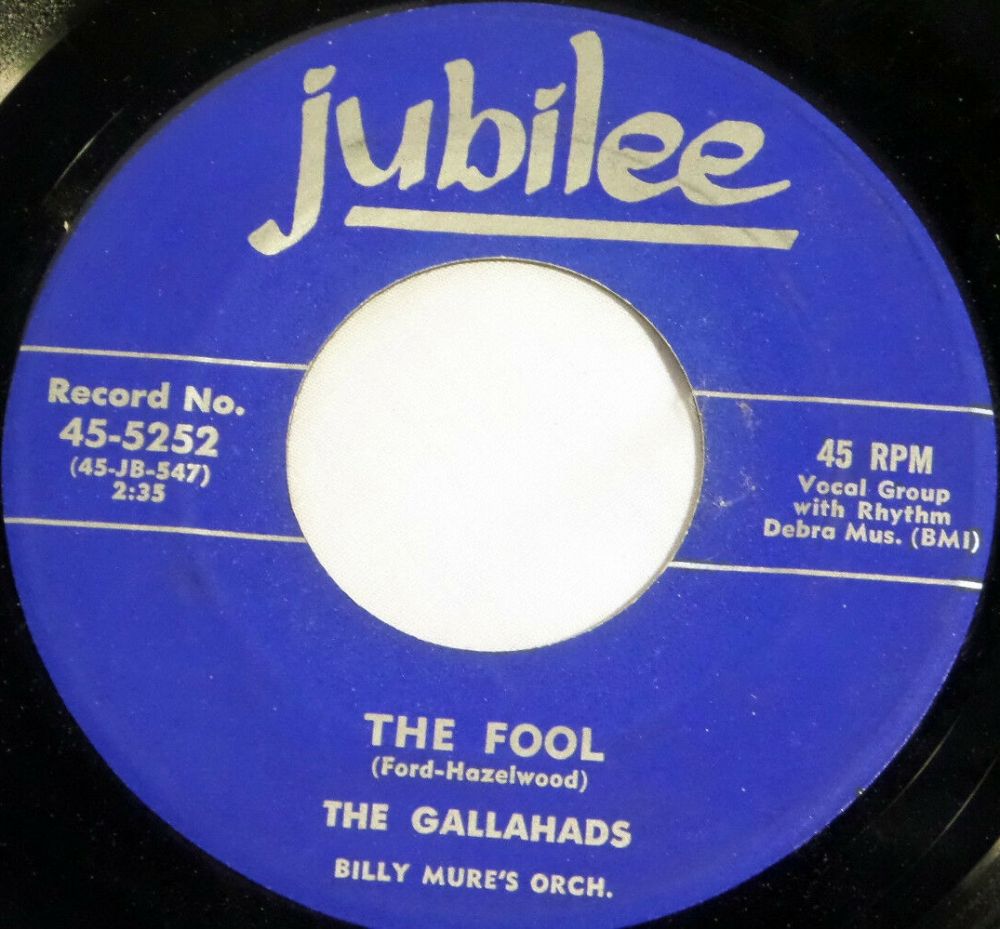 jubilee
Record No.
45-5252
(45-JB-547)
2:35
45 RPM
Vocal Group
with Rhythm
Debra Mus. (BMI)
THE FOOL
(Ford-Hazelwood)
THE GALLAHADS
BILLY MURE'S ORCH.